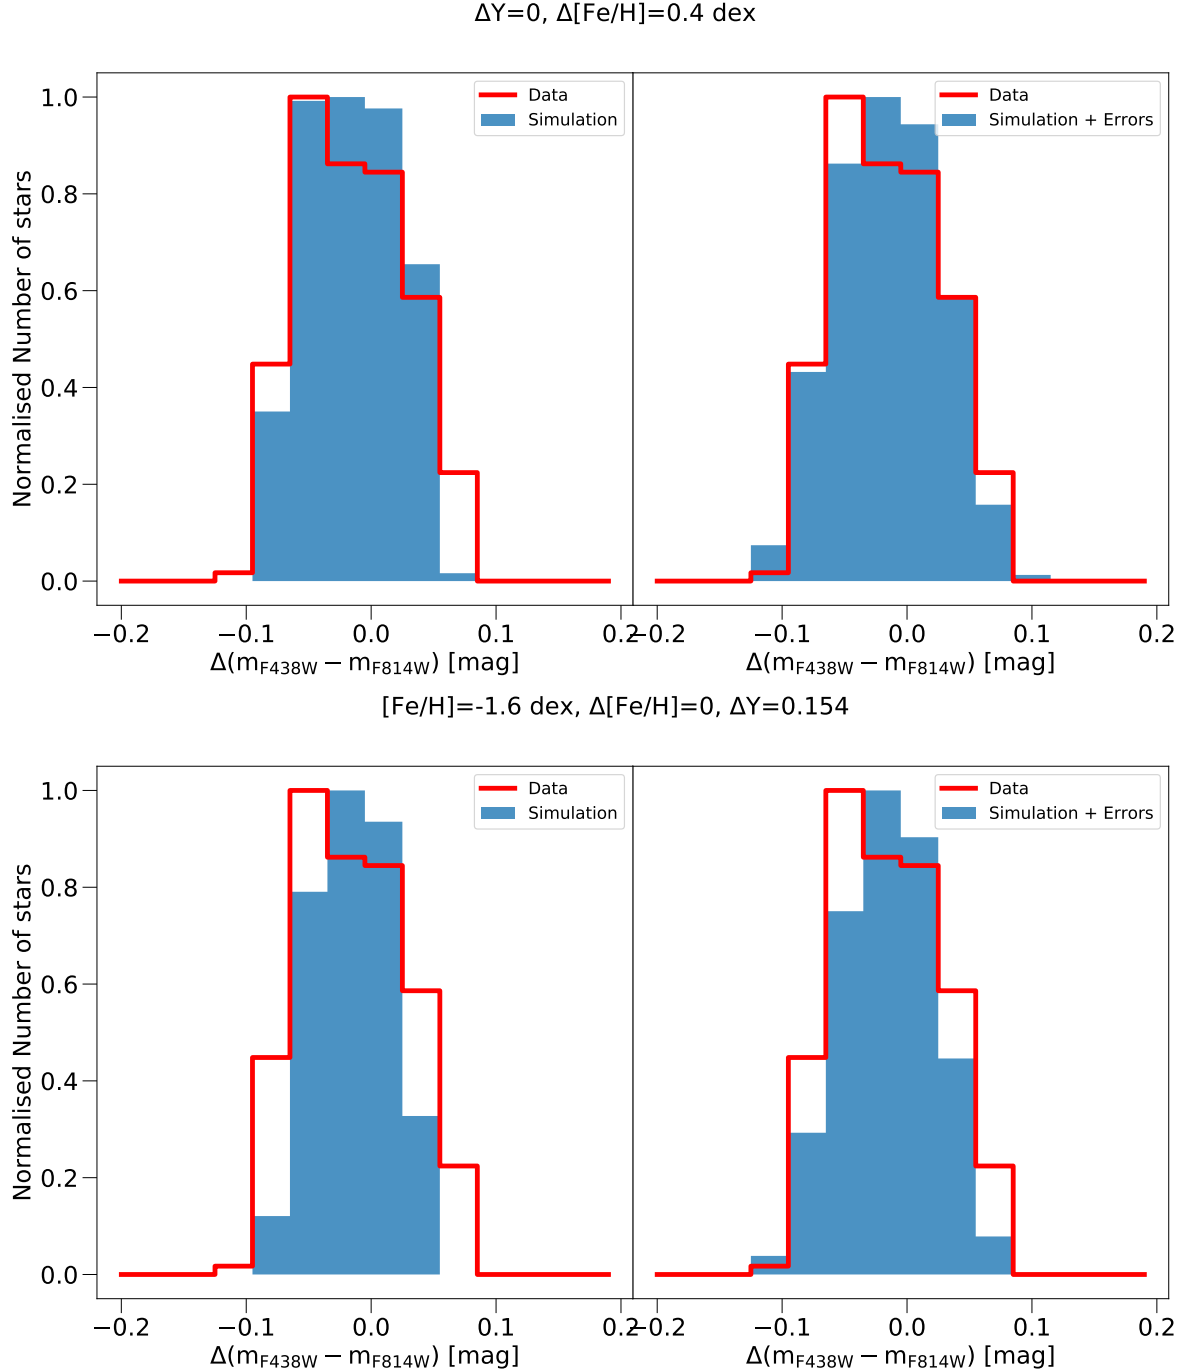 ΔY=0, Δ[Fe/H]=0.4 dex
Data
Simulation
Data
Simulation + Errors
1.0
0.8
0.6
0.4
0.2
0.0
Normalised Number of stars
−0.2 −0.1 0.0 0.1 0.2
−0.2 −0.1 0.0 0.1 0.2
Δ(mF438W − mF814W) [mag]
Δ(mF438W − mF814W) [mag]
[Fe/H]=-1.6 dex, Δ[Fe/H]=0, ΔY=0.154
Data
Simulation
Data
Simulation + Errors
1.0
0.8
0.6
0.4
0.2
0.0
Normalised Number of stars
−0.2 −0.1 0.0 0.1 0.2
−0.2 −0.1 0.0 0.1 0.2
Δ(mF438W − mF814W) [mag]
Δ(mF438W − mF814W) [mag]